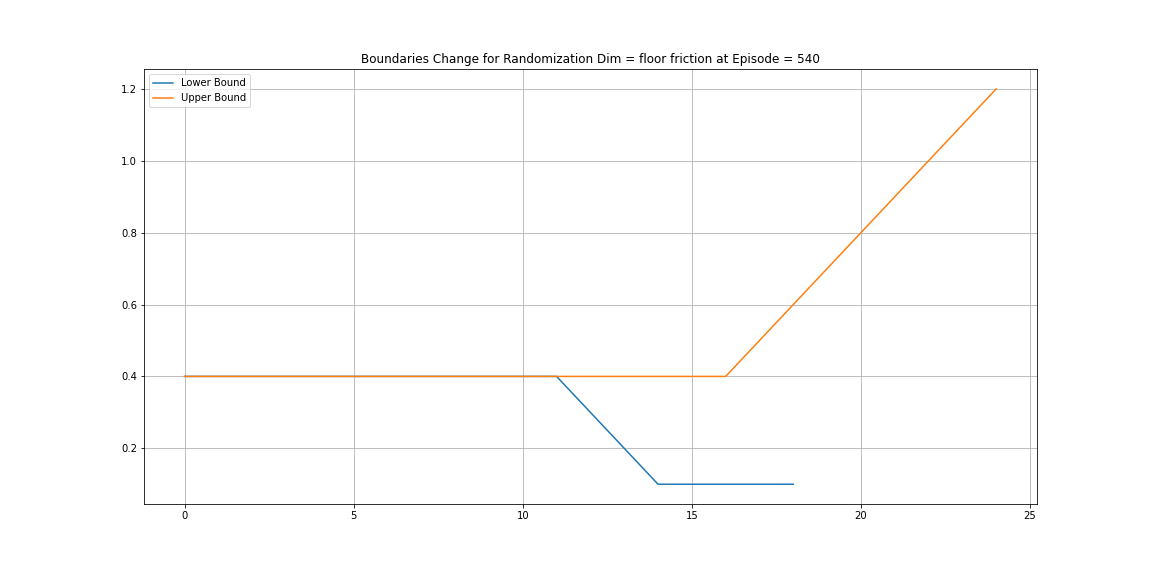 Boundaries Change for Randomization Dim = floor friction at Episode = 540
Lower Bound
Upper Bound
1.2
1.0
0.8
0.6
0.4
0.2
0 5 10 15 20 25